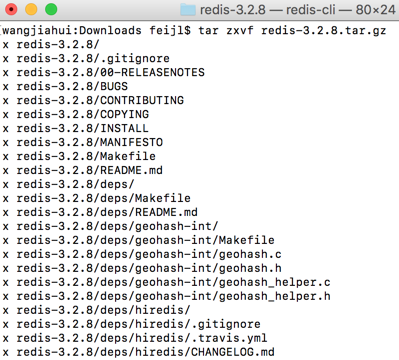 redis-3.2.8 — redis-cli — 80×24
[wangjiahui:Downloads feijl$ tar zxvf redis-3.2.8.tar.gz
x redis-3.2.8/
x redis-3.2.8/.gitignore
x redis-3.2.8/00-RELEASENOTES
x redis-3.2.8/BUGS
x redis-3.2.8/CONTRIBUTING
x redis-3.2.8/COPYING
x redis-3.2.8/INSTALL
x redis-3.2.8/MANIFESTO
x redis-3.2.8/Makefile
x redis-3.2.8/README.md
x redis-3.2.8/deps/
x redis-3.2.8/deps/Makefile
x redis-3.2.8/deps/README.md
x redis-3.2.8/deps/geohash-int/
x redis-3.2.8/deps/geohash-int/Makefile
x redis-3.2.8/deps/geohash-int/geohash.c
x redis-3.2.8/deps/geohash-int/geohash.h
x redis-3.2.8/deps/geohash-int/geohash_helper.c
x redis-3.2.8/deps/geohash-int/geohash_helper.h
x redis-3.2.8/deps/hiredis/
x redis-3.2.8/deps/hiredis/.gitignore
x redis-3.2.8/deps/hiredis/.travis.yml
x redis-3.2.8/deps/hiredis/CHANGELOG.md